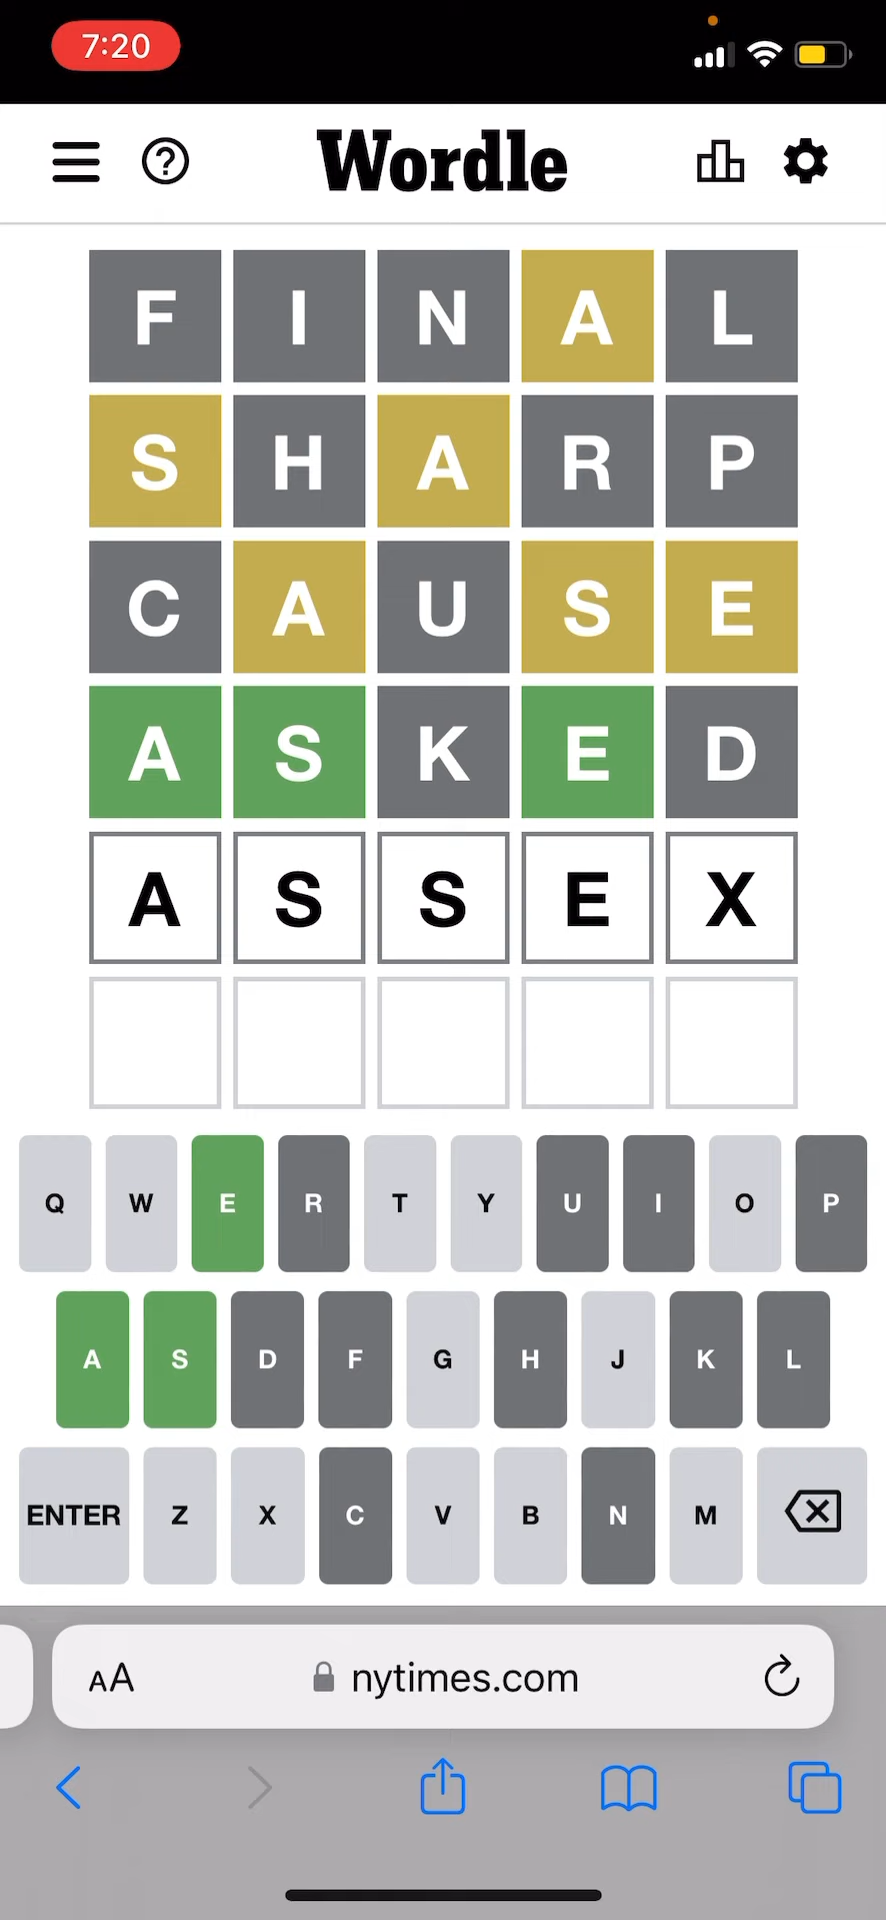 7:20
? Wordle
F I N A L
S H A R P
C A U S E
A S K E D
A S S E X
Q W E R T Y U I O P
A S D F G H J K L
ENTER Z X C V B N M
AA nytimes.com